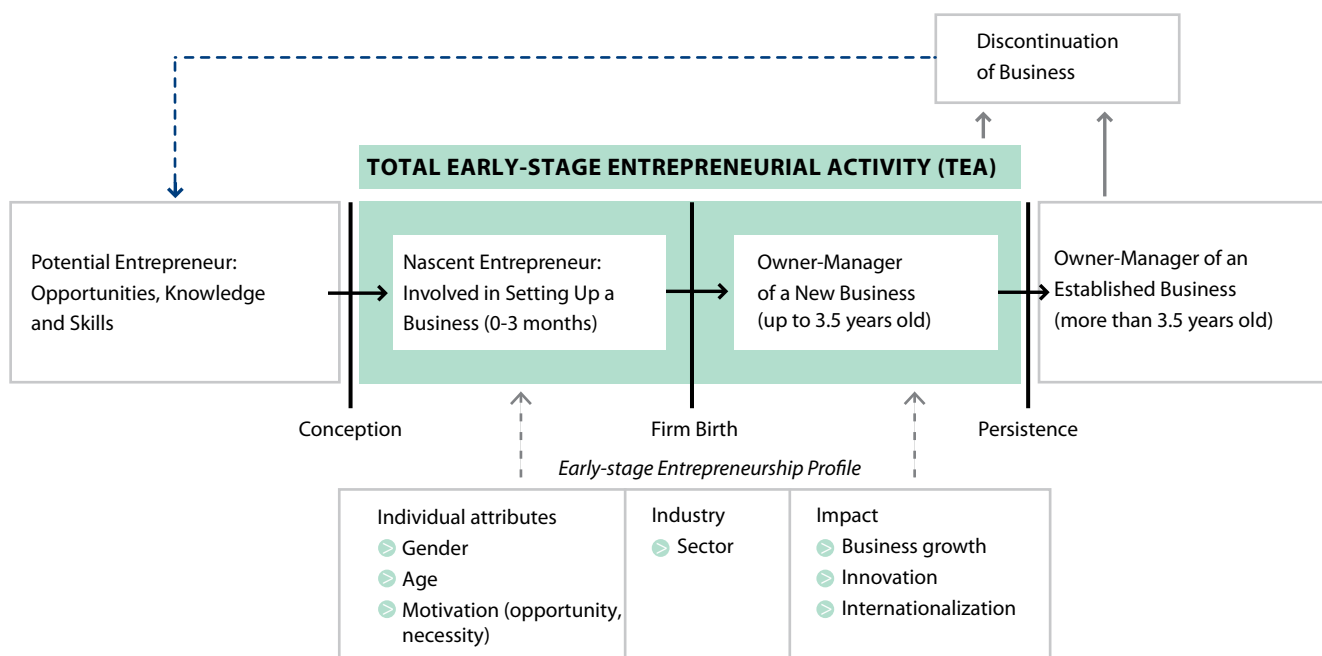 Discontinuation
of Business
TOTAL EARLY-STAGE ENTREPRENEURIAL ACTIVITY (TEA)
Potential Entrepreneur:
Opportunities, Knowledge
and Skills
Nascent Entrepreneur:
Involved in Setting Up a
Business (0-3 months)
Owner-Manager
of a New Business
(up to 3.5 years old)
Owner-Manager of an
Established Business
(more than 3.5 years old)
Conception
Firm Birth
Persistence
Early-stage Entrepreneurship Profile
Individual attributes
Gender
Age
Motivation (opportunity,
necessity)
Industry
Sector
Impact
Business growth
Innovation
Internationalization